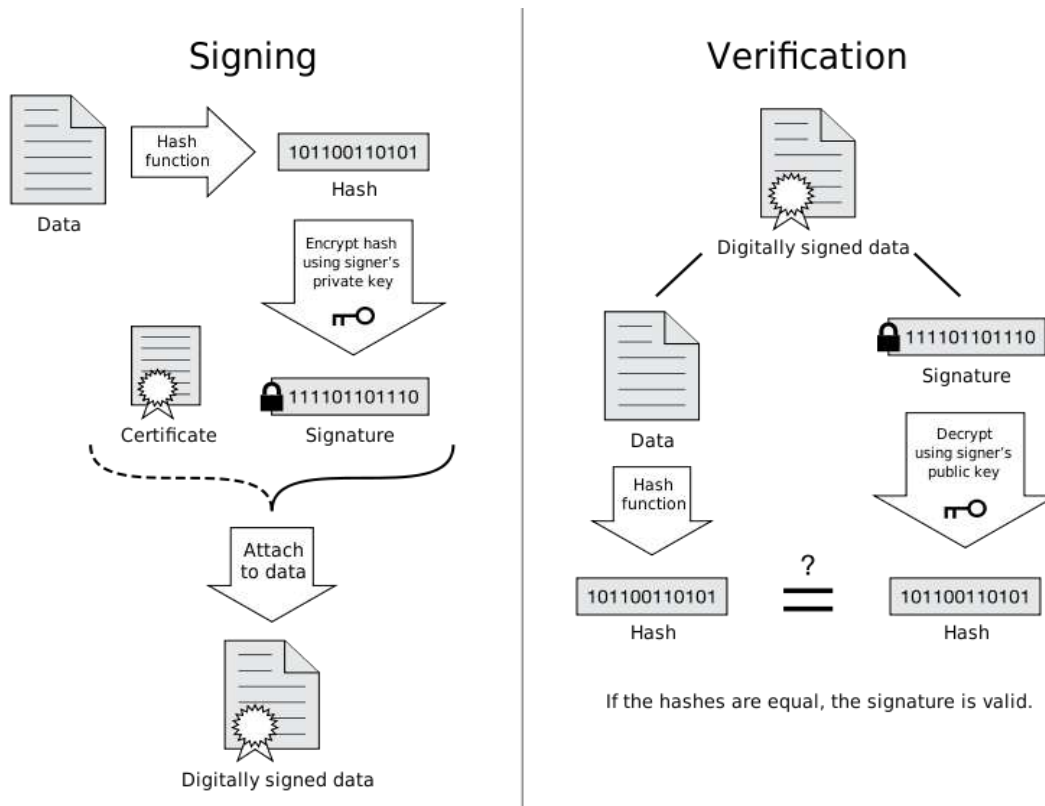 Signing
Hash
function
101100110101
Hash
Data
Encrypt hash
using signer's
private key
111101101110
Certificate
Signature
Attach
to data
Digitally signed data
Verification
Digitally signed data
111101101110
Signature
Data
Decrypt
using signer's
public key
Hash
function
?
101100110101
101100110101
Hash
Hash
If the hashes are equal, the signature is valid.